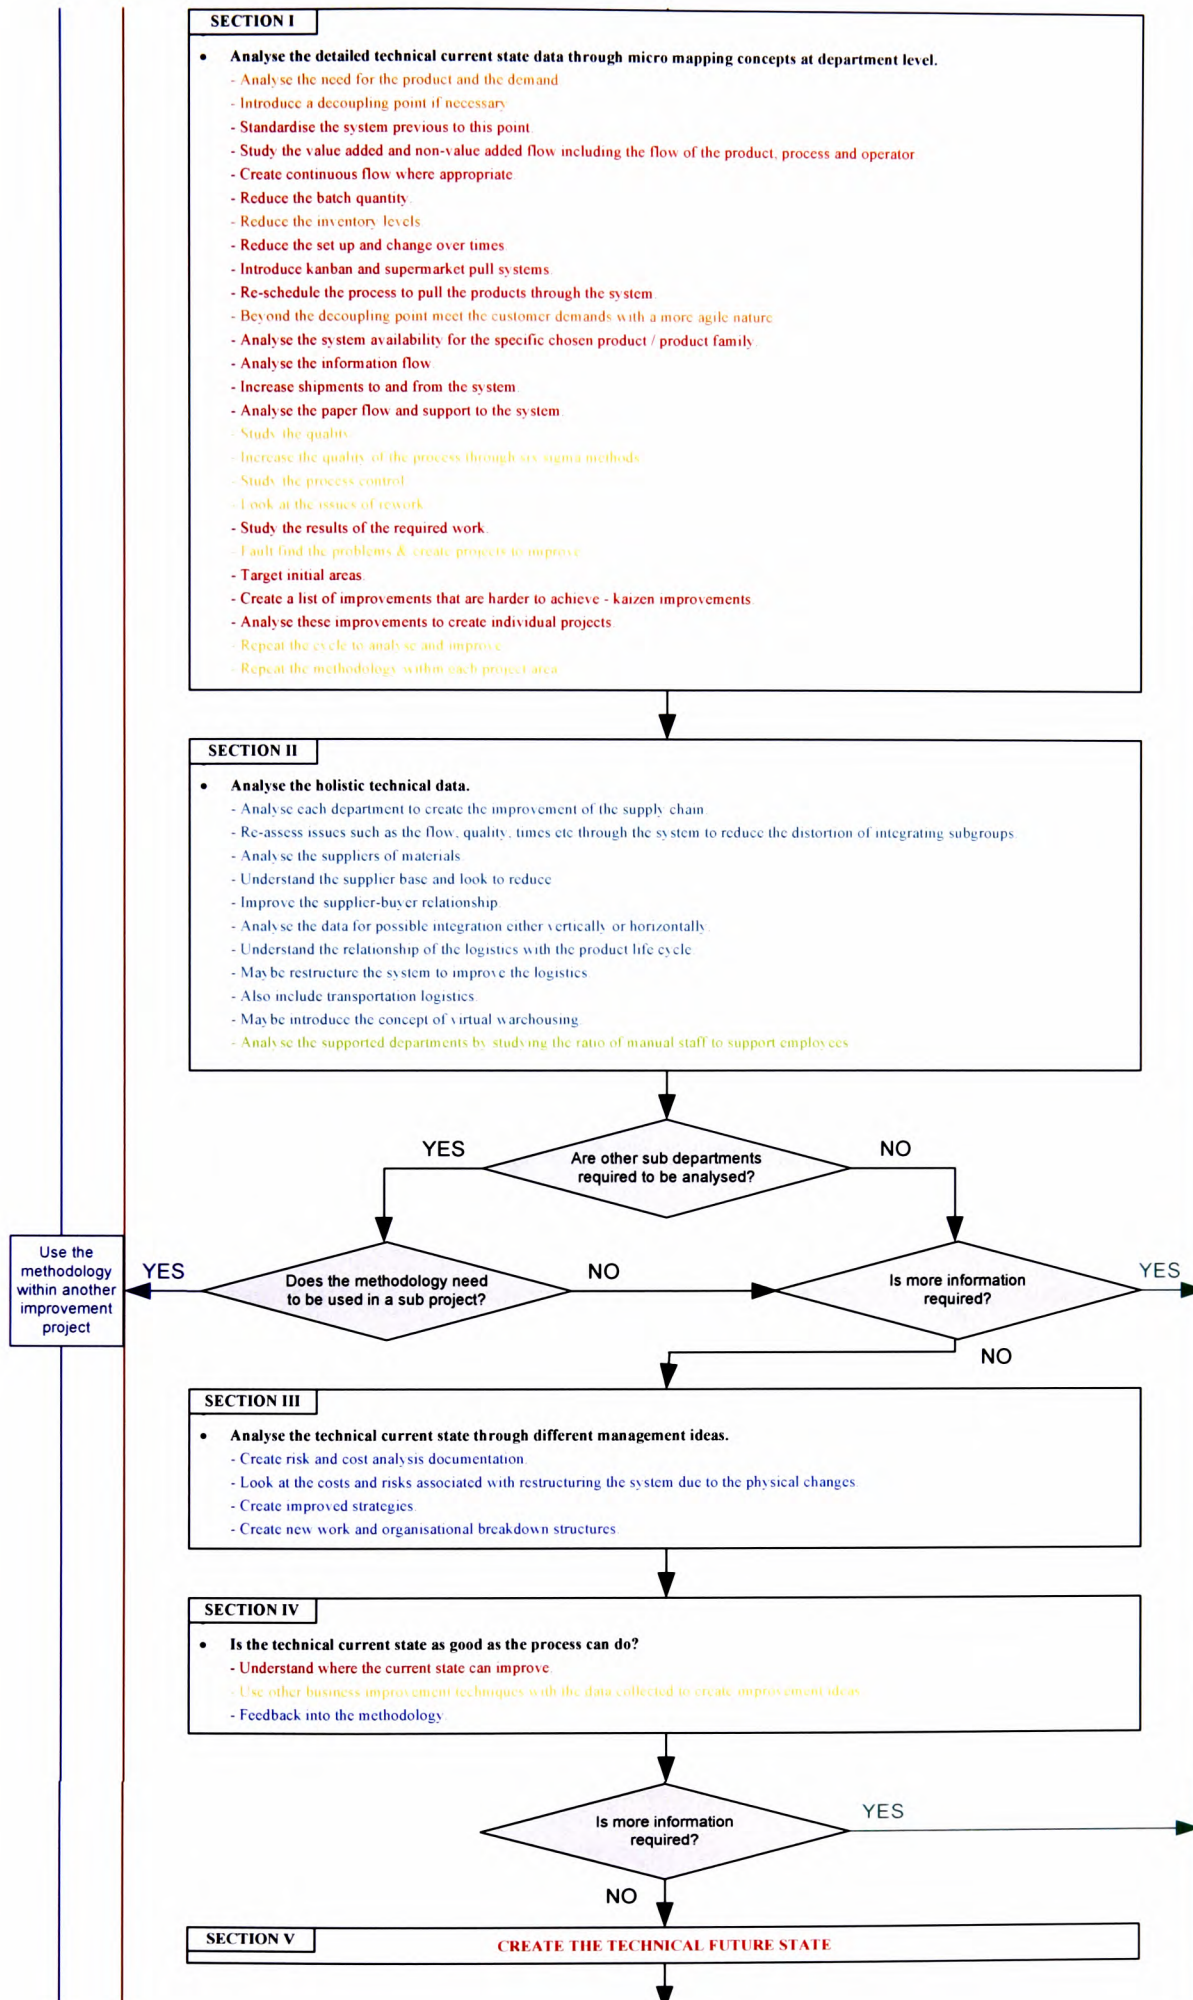 SECTION I
• Analyse the detailed technical current state data through micro mapping concepts at department level.
- Analyse the need for the product and the demand
- Introduce a decoupling point if necessary
- Standardise the system previous to this point.
- Study the value added and non-value added flow including the flow of the product, process and operator
- Create continuous flow where appropriate.
- Reduce the batch quantity.
- Reduce the inventory levels
- Reduce the set up and change over times
- Introduce kanban and supermarket pull systems.
- Re-schedule the process to pull the products through the system.
- Beyond the decoupling point meet the customer demands with a more agile nature
- Analyse the system availability for the specific chosen product / product family.
- Analyse the information flow.
- Increase shipments to and from the system.
- Analyse the paper flow and support to the system.
- Study the quality.
- Increase the quality of the process through six sigma methods
- Study the process control
- Look at the issues of rework
- Study the results of the required work.
- Fault find the problems & create projects to improve
- Target initial areas.
- Create a list of improvements that are harder to achieve - kaizen improvements.
- Analyse these improvements to create individual projects.
- Repeat the cycle to analyse and improve
- Repeat the methodology within each project area
SECTION II
• Analyse the holistic technical data.
- Analyse each department to create the improvement of the supply chain.
- Re-assess issues such as the flow, quality, times etc through the system to reduce the distortion of integrating subgroups.
- Analyse the suppliers of materials.
- Understand the supplier base and look to reduce
- Improve the supplier-buyer relationship.
- Analyse the data for possible integration either vertically or horizontally.
- Understand the relationship of the logistics with the product life cycle
- Maybe restructure the system to improve the logistics
- Also include transportation logistics.
- Maybe introduce the concept of virtual warehousing
- Analyse the supported departments by studying the ratio of manual staff to support employees
YES
Are other sub departments
required to be analysed?
NO
Use the
methodology
within another
improvement
project
YES
Does the methodology need
to be used in a sub project?
NO
Is more information
required?
YES
NO
SECTION III
• Analyse the technical current state through different management ideas.
- Create risk and cost analysis documentation.
- Look at the costs and risks associated with restructuring the system due to the physical changes.
- Create improved strategies.
- Create new work and organisational breakdown structures.
SECTION IV
• Is the technical current state as good as the process can do?
- Understand where the current state can improve.
- Use other business improvement techniques with the data collected to create improvement ideas
- Feedback into the methodology.
Is more information
required?
YES
NO
SECTION V
CREATE THE TECHNICAL FUTURE STATE